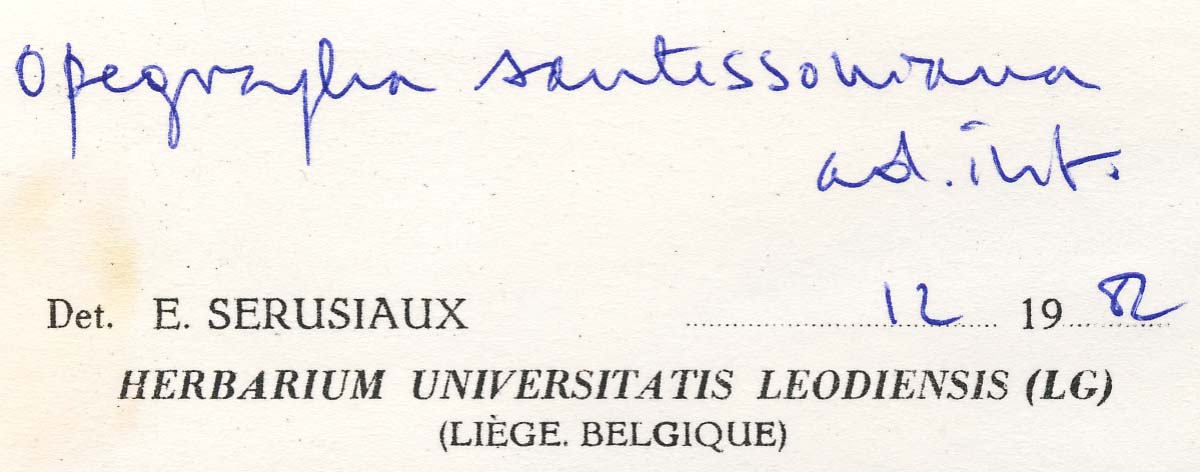 Opegrapha santessoniana
ad. int.
Det. E. SERUSIAUX 12 19 82
HERBARIUM UNIVERSITATIS LEODIENSIS (LG)
(LIÈGE. BELGIQUE)